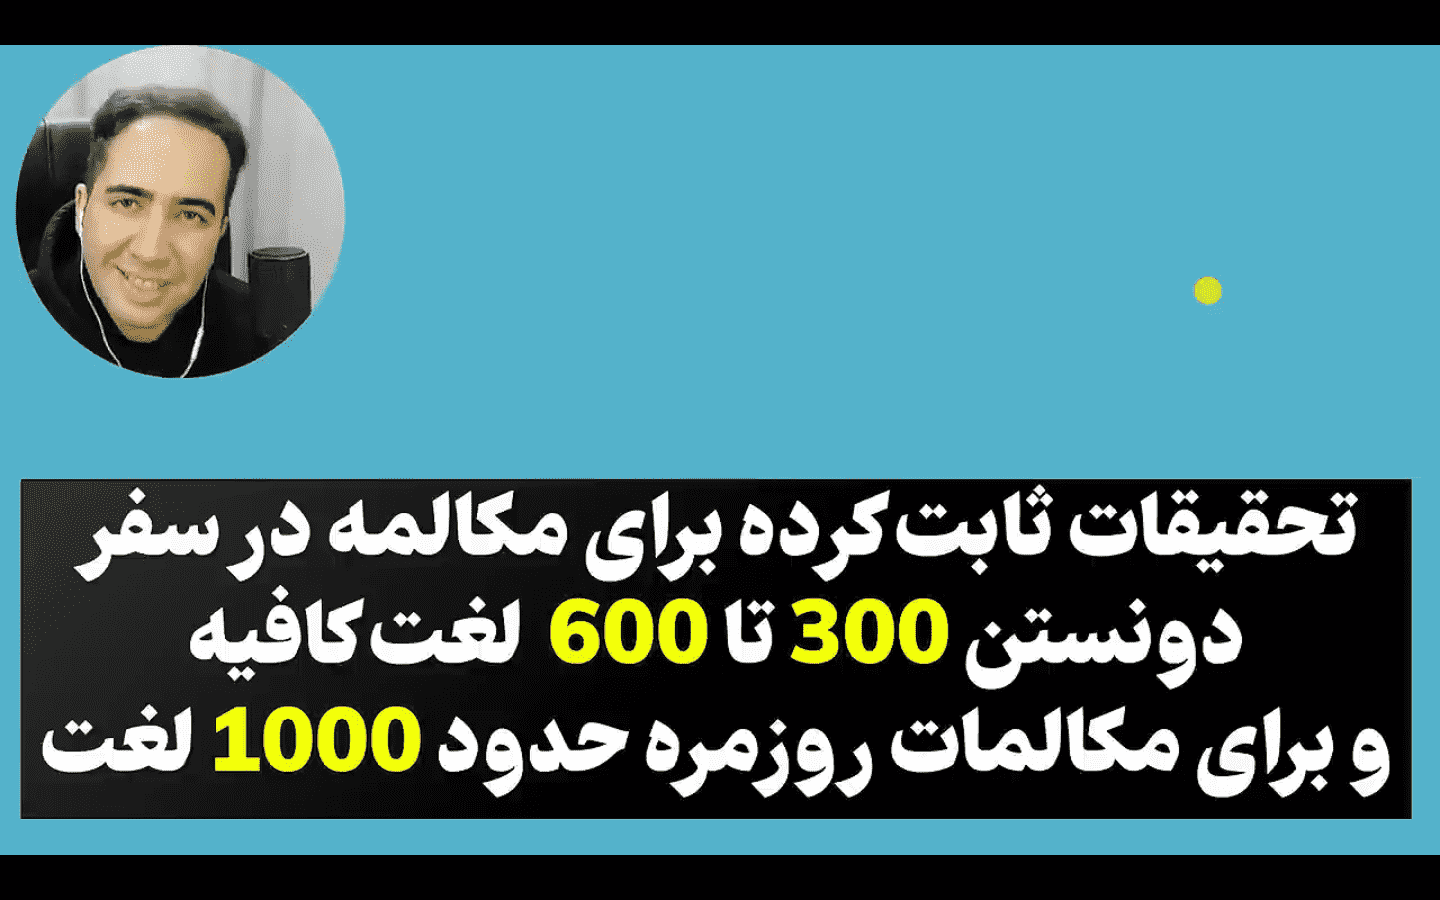 تحقیقات ثابت کرده برای مکالمه در سفر
دونستن 300 تا 600 لغت کافیه
و برای مکالمات روزمره حدود 1000 لغت